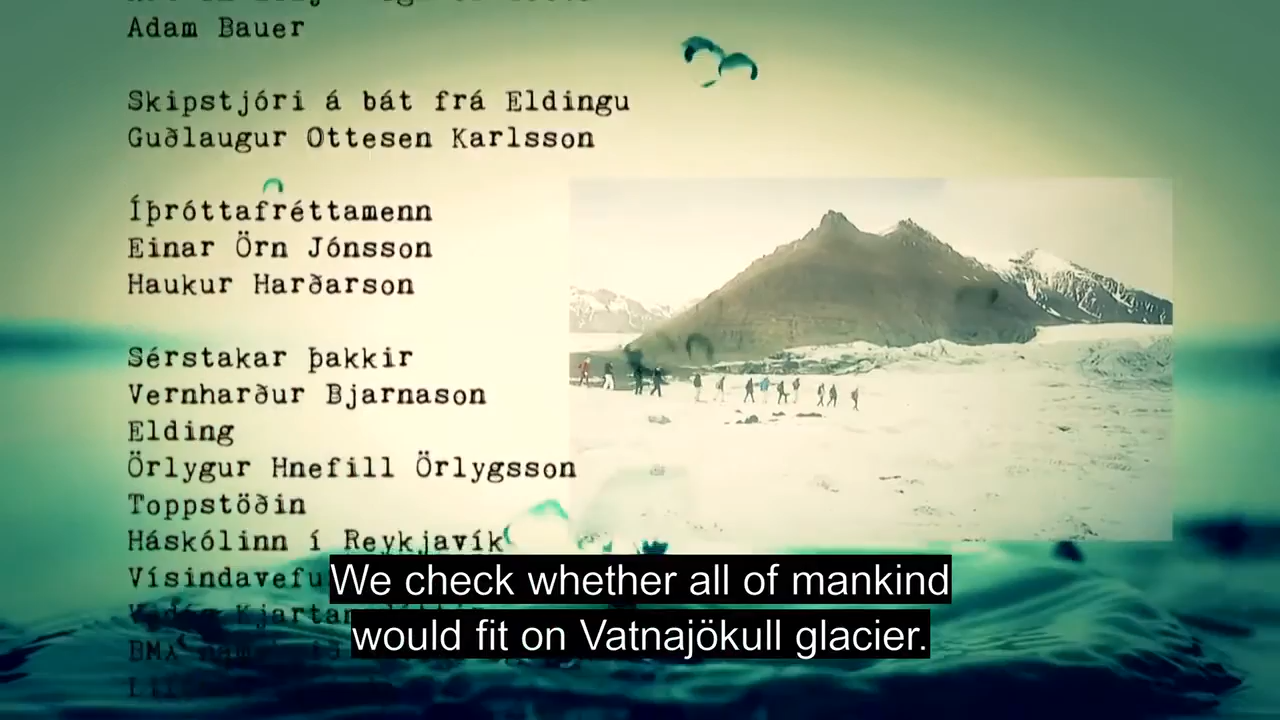 Adam Bauer
Skipstjóri á bát frá Eldingu
Guðlaugur Ottesen Karlsson
Íþróttafréttamenn
Einar Örn Jónsson
Haukur Harðarson
Sérstakar þakkir
Vernharður Bjarnason
Elding
Örlygur Hnefill Örlygsson
Toppstöðin
Háskólinn í Reykjavík
We check whether all of mankind
would fit on Vatnajökull glacier.